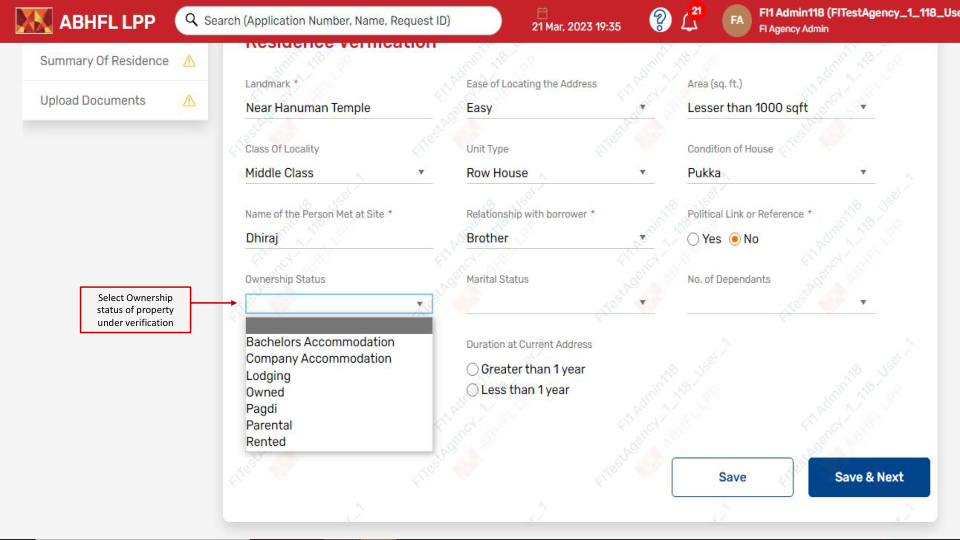 ABHFL LPP
Search (Application Number, Name, Request ID)
21 Mar, 2023 19:35
21
FA
FI1 Admin118 (FITestAgency_1_118_Use
FI Agency Admin
Summary Of Residence
Upload Documents
Residence Verification
Landmark *
Near Hanuman Temple
Ease of Locating the Address
Easy
Area (sq. ft.)
Lesser than 1000 sqft
Class Of Locality
Middle Class
Unit Type
Row House
Condition of House
Pukka
Name of the Person Met at Site *
Dhiraj
Relationship with borrower *
Brother
Political Link or Reference *
Yes
No
Ownership Status
Marital Status
No. of Dependants
Select Ownership
status of property
under verification
Bachelors Accommodation
Company Accommodation
Lodging
Owned
Pagdi
Parental
Rented
Duration at Current Address
Greater than 1 year
Less than 1 year
Save
Save & Next